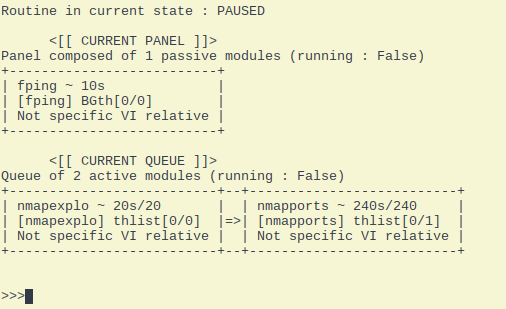 Routine in current state : PAUSED
<[[ CURRENT PANEL ]]>
Panel composed of 1 passive modules (running : False)
+--------------------------+
| fping ~ 10s              |
| [fping] BGth[0/0]        |
| Not specific VI relative |
+--------------------------+
<[[ CURRENT QUEUE ]]>
Queue of 2 active modules (running : False)
+--------------------------+--+--------------------------+
| nmapexplo ~ 20s/20       |  | nmapports ~ 240s/240     |
| [nmapexplo] thlist[0/0]  |=>| [nmapports] thlist[0/1]  |
| Not specific VI relative |  | Not specific VI relative |
+--------------------------+--+--------------------------+
>>>